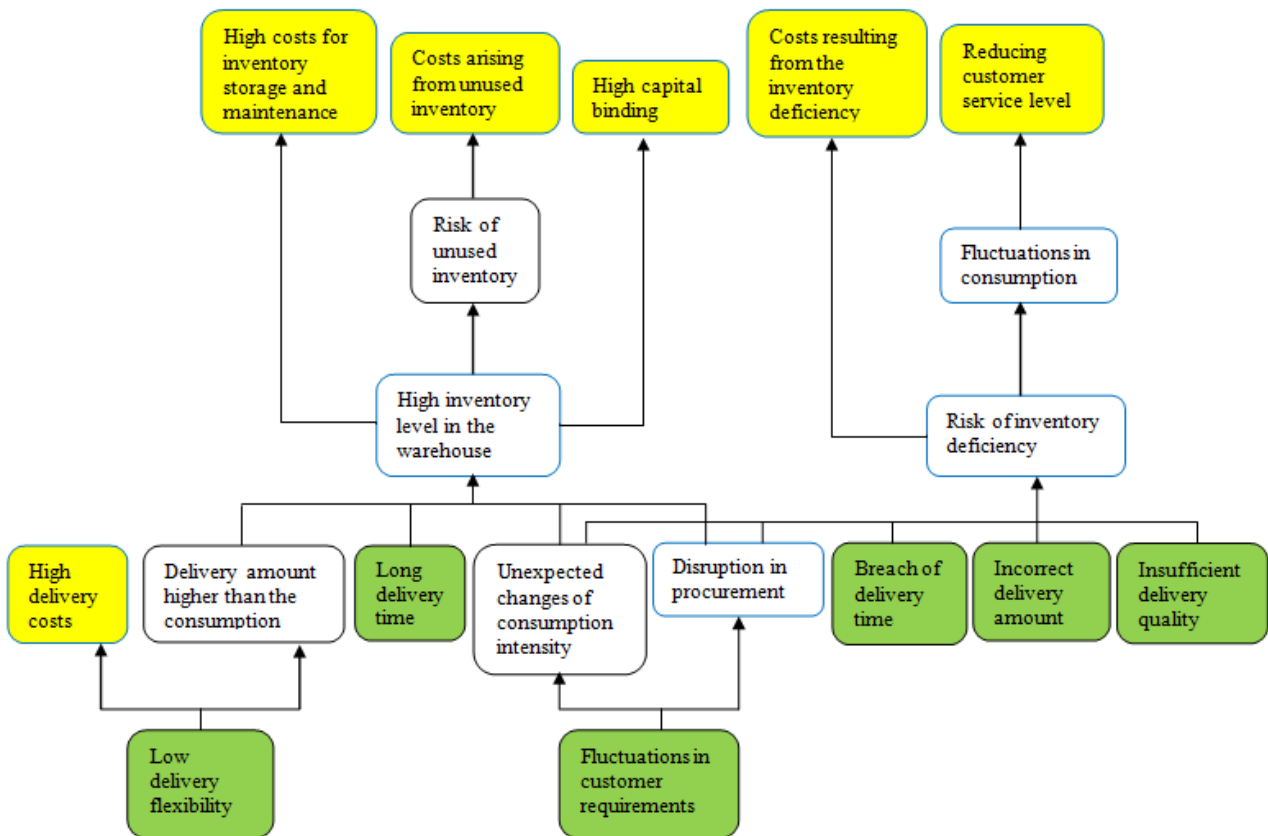 High costs for
inventory
storage and
maintenance
Costs arising
from unused
inventory
High capital
binding
Costs resulting
from the
inventory
deficiency
Reducing
customer
service level
Risk of
unused
inventory
Fluctuations in
consumption
High inventory
level in the
warehouse
Risk of inventory
deficiency
High
delivery
costs
Delivery amount
higher than the
consumption
Long
delivery
time
Unexpected
changes of
consumption
intensity
Disruption in
procurement
Breach of
delivery
time
Incorrect
delivery
amount
Insufficient
delivery
quality
Low
delivery
flexibility
Fluctuations in
customer
requirements